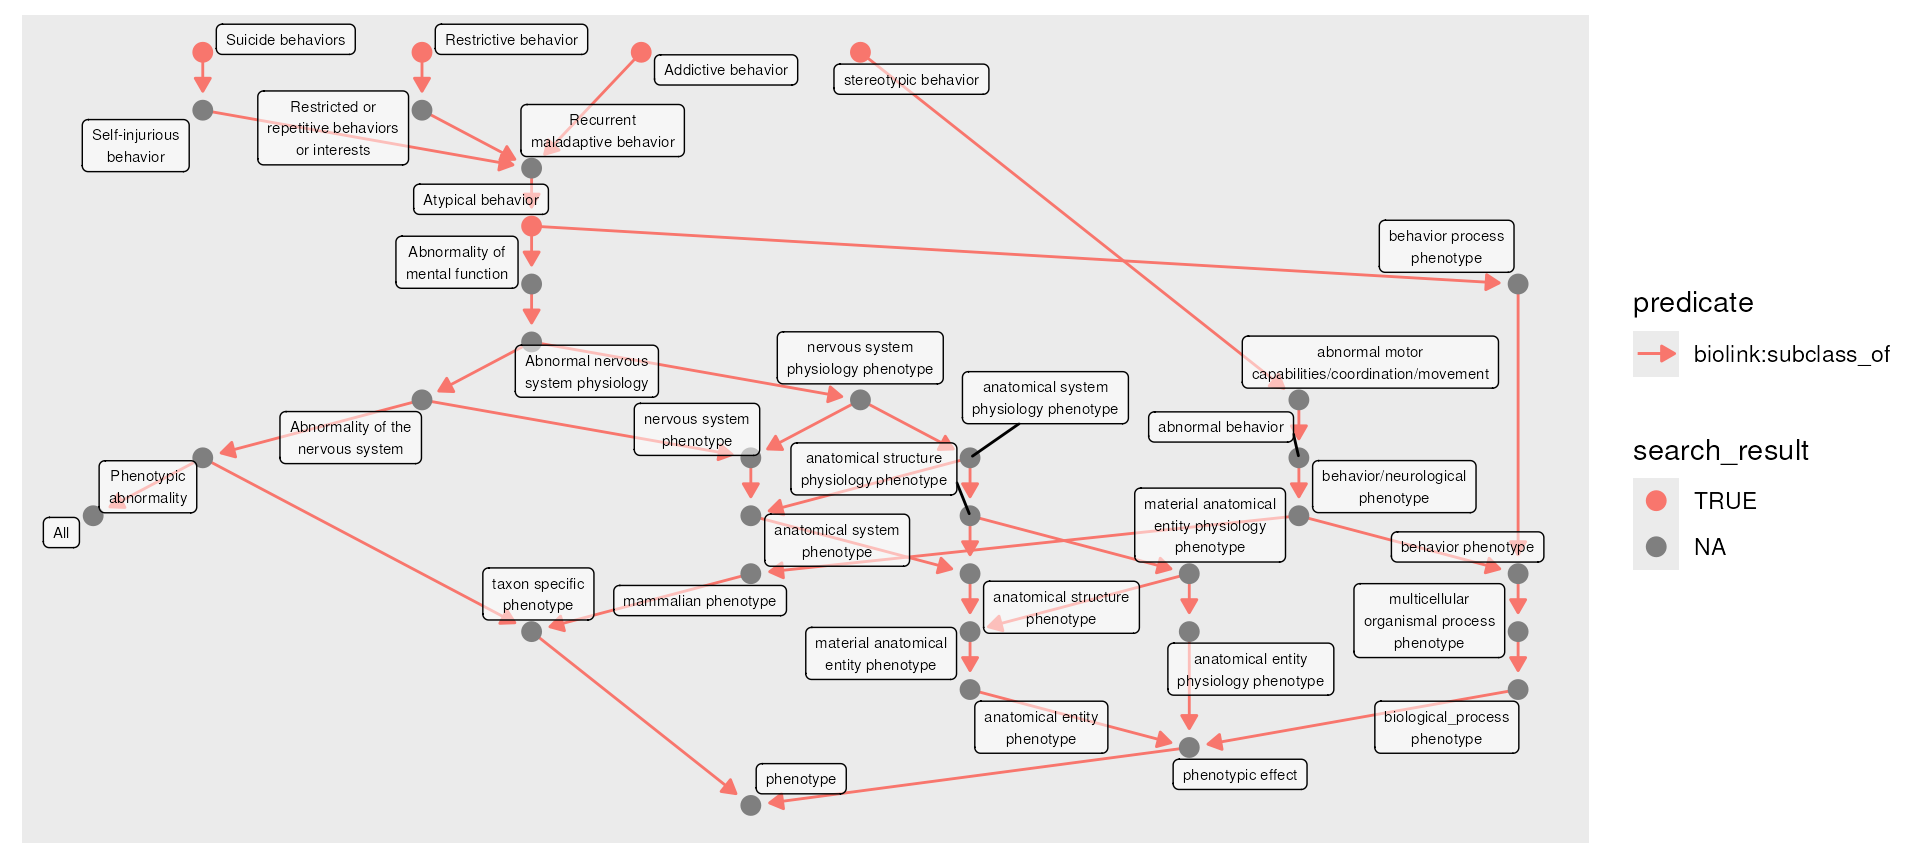 Suicide behaviors
Restrictive behavior
Addictive behavior
stereotypic behavior
Self-injurious
behavior
Restricted or
repetitive behaviors
or interests
Recurrent
maladaptive behavior
Atypical behavior
Abnormality of
mental function
behavior process
phenotype
Abnormal nervous
system physiology
nervous system
physiology phenotype
abnormal motor
capabilities/coordination/movement
anatomical system
physiology phenotype
Abnormality of the
nervous system
nervous system
phenotype
abnormal behavior
anatomical structure
physiology phenotype
behavior/neurological
phenotype
Phenotypic
abnormality
All
material anatomical
entity physiology
phenotype
anatomical system
phenotype
behavior phenotype
taxon specific
phenotype
mammalian phenotype
anatomical structure
phenotype
multicellular
organismal process
phenotype
material anatomical
entity phenotype
anatomical entity
physiology phenotype
anatomical entity
phenotype
biological_process
phenotype
phenotypic effect
phenotype
predicate
biolink:subclass_of
search_result
TRUE
NA